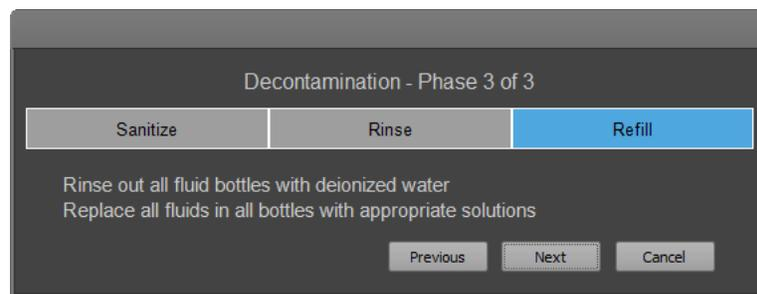 Decontamination - Phase 3 of 3
Sanitize Rinse Refill
Rinse out all fluid bottles with deionized water
Replace all fluids in all bottles with appropriate solutions
Previous Next Cancel